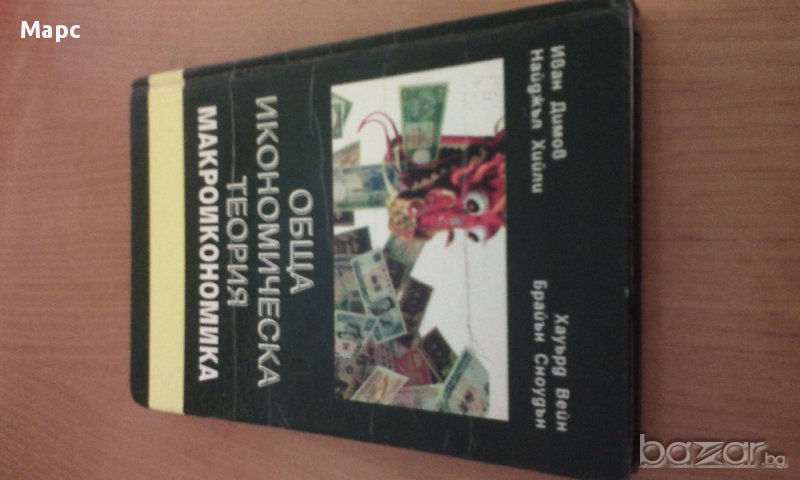 Марс
Иван Димов
Найджъл Хийли
Хауърд Вейн
Брайън Сноудън
ОБЩА
ИКОНОМИЧЕСКА
ТЕОРИЯ
МАКРОИКОНОМИКА
bazar.bg